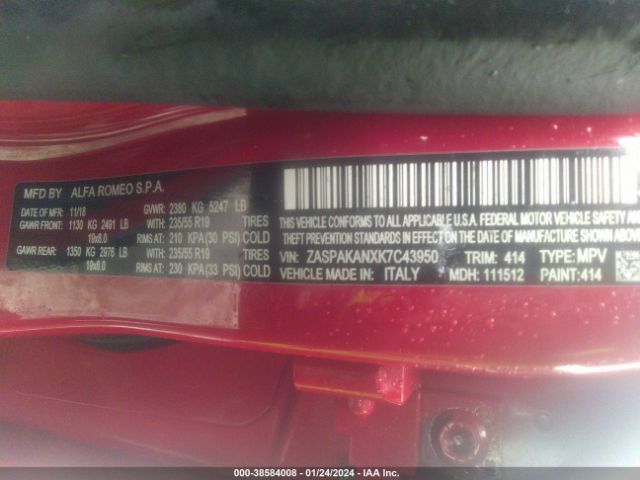 MFD BY ALFA ROMEO S.P.A.
DATE OF MFR: 11/18 GVWR: 2380 KG 5247 LB
GAWR FRONT: 1130 KG 2491 LB WITH: 235/55 R19 TIRES
19x8.0 RIMS AT: 210 KPA(30 PSI) COLD
GAWR REAR: 1350 KG 2976 LB WITH: 235/55 R19 TIRES
19x8.0 RIMS AT: 230 KPA(33 PSI) COLD
THIS VEHICLE CONFORMS TO ALL APPLICABLE U.S.A. FEDERAL MOTOR VEHICLE SAFETY
THEFT PREVENTION STANDARDS IN EFFECT ON THE DATE OF MANUFACTURE SHOWN
VIN: ZASPAKANXK7C43950 TRIM: 414 TYPE: MPV
VEHICLE MADE IN: ITALY MDH: 111512 PAINT: 414
000-38584008 - 01/24/2024 - IAA Inc.